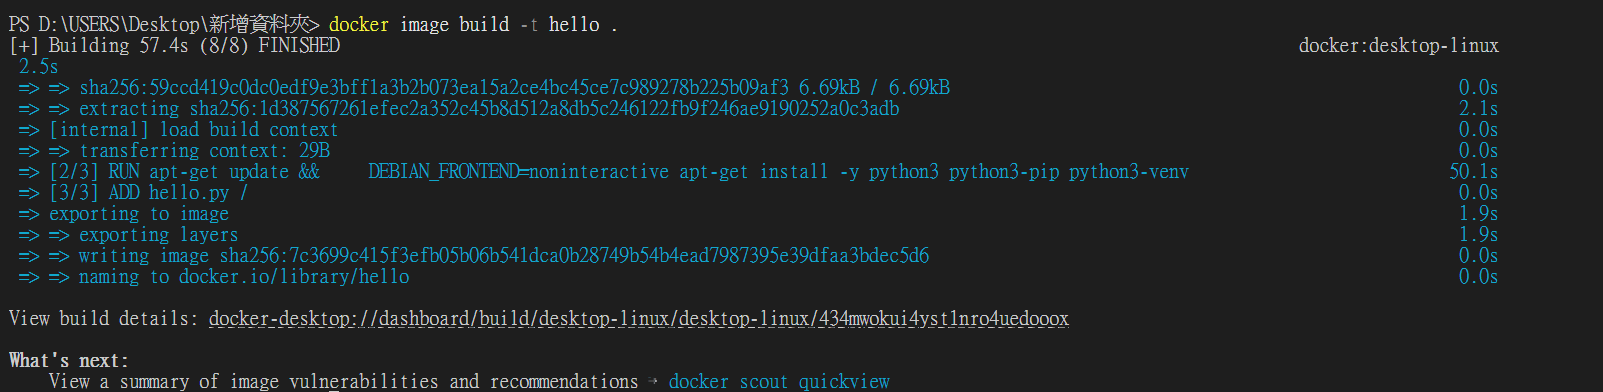 PS D:\USERS\Desktop\新增資料夾> docker image build -t hello .
[+] Building 57.4s (8/8) FINISHED docker:desktop-linux
2.5s
=> => sha256:59ccd419c0dc0edf9e3bff1a3b2b073ea15a2ce4bc45ce7c989278b225b09af3 6.69kB / 6.69kB 0.0s
=> => extracting sha256:1d387567261efec2a352c45b8d512a8db5c246122fb9f246ae9190252a0c3adb 2.1s
=> [internal] load build context 0.0s
=> => transferring context: 29B 0.0s
=> [2/3] RUN apt-get update && DEBIAN_FRONTEND=noninteractive apt-get install -y python3 python3-pip python3-venv 50.1s
=> [3/3] ADD hello.py / 0.0s
=> exporting to image 1.9s
=> => exporting layers 1.9s
=> => writing image sha256:7c3699c415f3efb05b06b541dca0b28749b54b4ead7987395e39dfaa3bdec5d6 0.0s
=> => naming to docker.io/library/hello 0.0s
View build details: docker-desktop://dashboard/build/desktop-linux/desktop-linux/434mwokui4yst1nro4uedooox
What's next:
View a summary of image vulnerabilities and recommendations → docker scout quickview